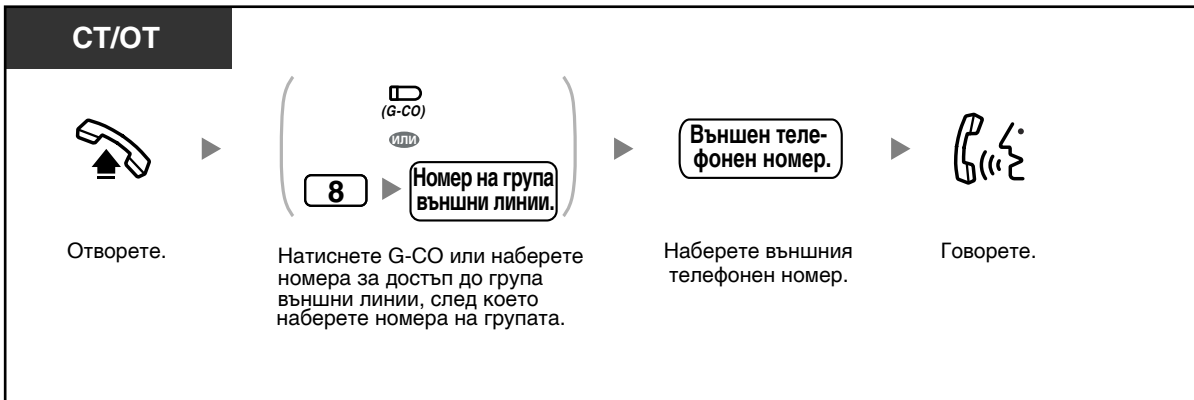 СТ/ОТ
(G-CO)
или
8
Номер на група
външни линии.
Външен теле-
фонен номер.
Отворете.
Натиснете G-CO или наберете
номера за достъп до група
външни линии, след което
наберете номера на групата.
Наберете външния
телефонен номер.
Говорете.